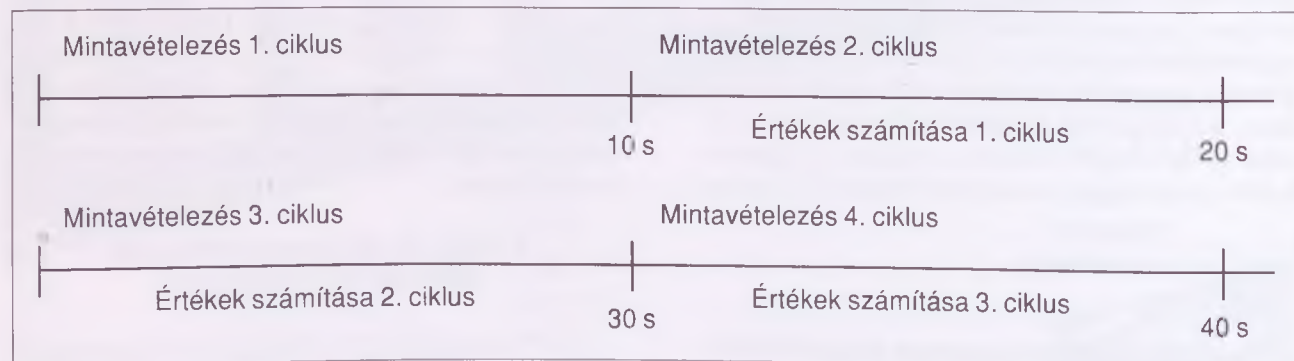 Mintavételezés 1. ciklus
Mintavételezés 2. ciklus
10 s
Értékek számítása 1. ciklus
20 s
Mintavételezés 3. ciklus
Mintavételezés 4. ciklus
Értékek számítása 2. ciklus
30 s
Értékek számítása 3. ciklus
40 s